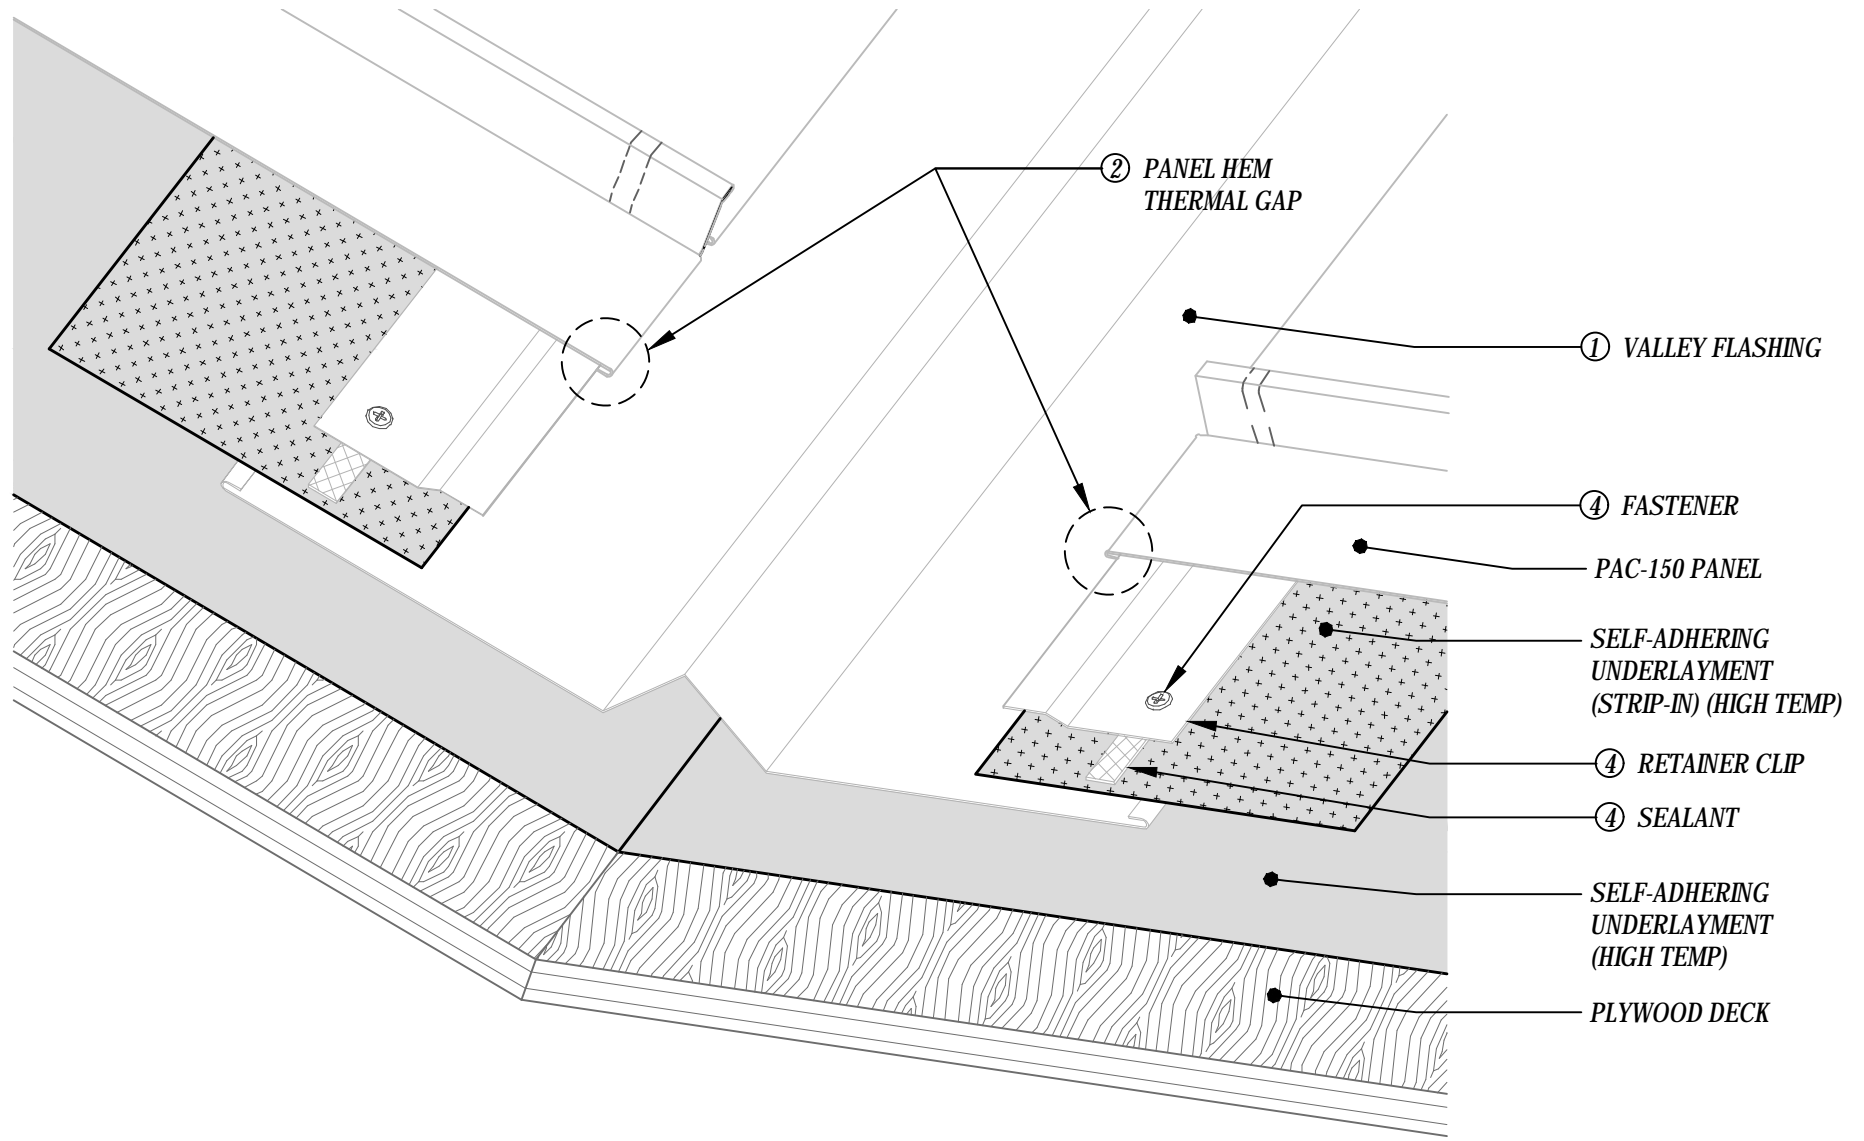 ② PANEL HEM
THERMAL GAP
① VALLEY FLASHING
④ FASTENER
PAC-150 PANEL
SELF-ADHERING
UNDERLAYMENT
(STRIP-IN) (HIGH TEMP)
④ RETAINER CLIP
④ SEALANT
SELF-ADHERING
UNDERLAYMENT
(HIGH TEMP)
PLYWOOD DECK